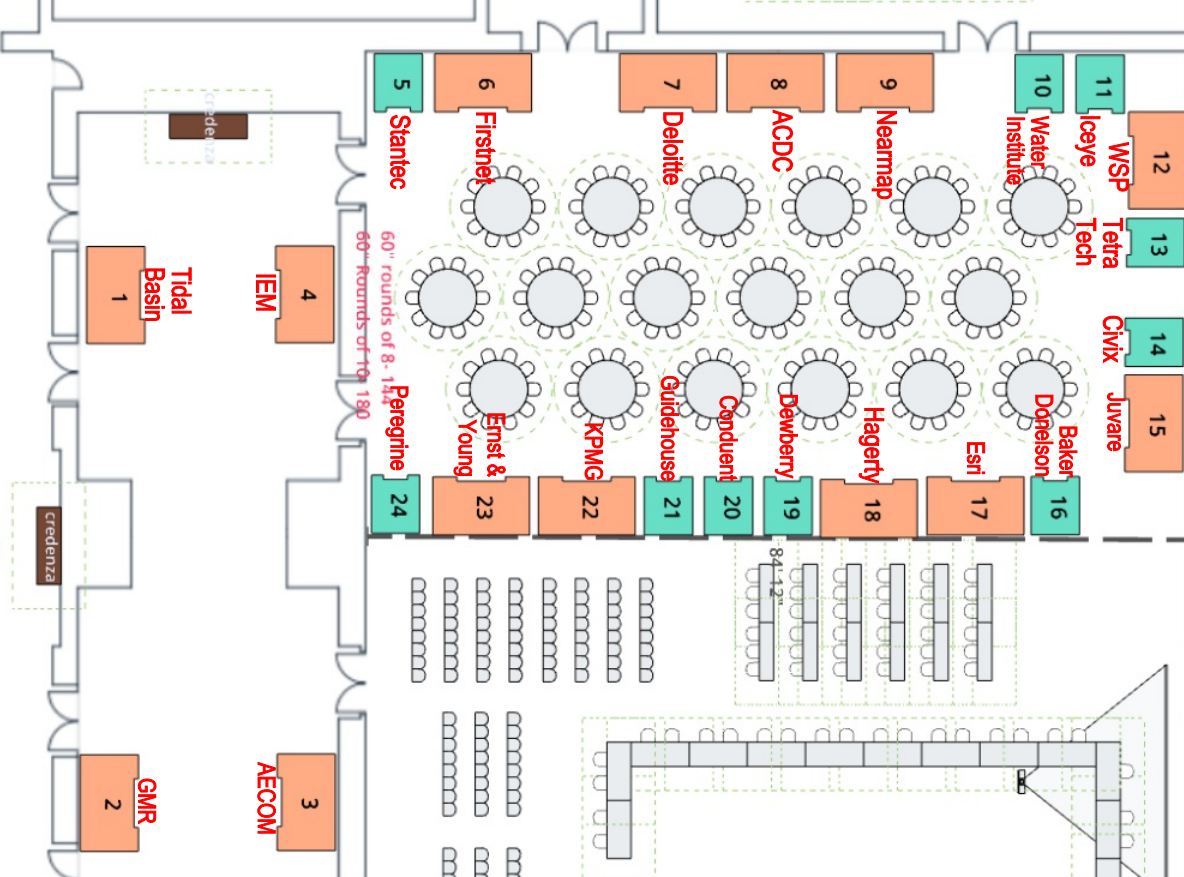 5
Stantec
6
Firstnet
7
Deloitte
8
ACDC
9
Nearmap
10
Water
Institute
11
Iceye
12
WSP
13
Tetra
Tech
14
Civix
15
Juvare
16
Baker
Donelson
17
Esri
18
Hagerty
19
Dewberry
20
Conduent
21
Guidehouse
22
KPMG
23
Ernst &
Young
24
Peregrine
60" rounds of 8- 144
60" Rounds of 10- 180
credenza
1
Tidal
Basin
4
IEM
credenza
2
GMR
3
AECOM
84' 12"